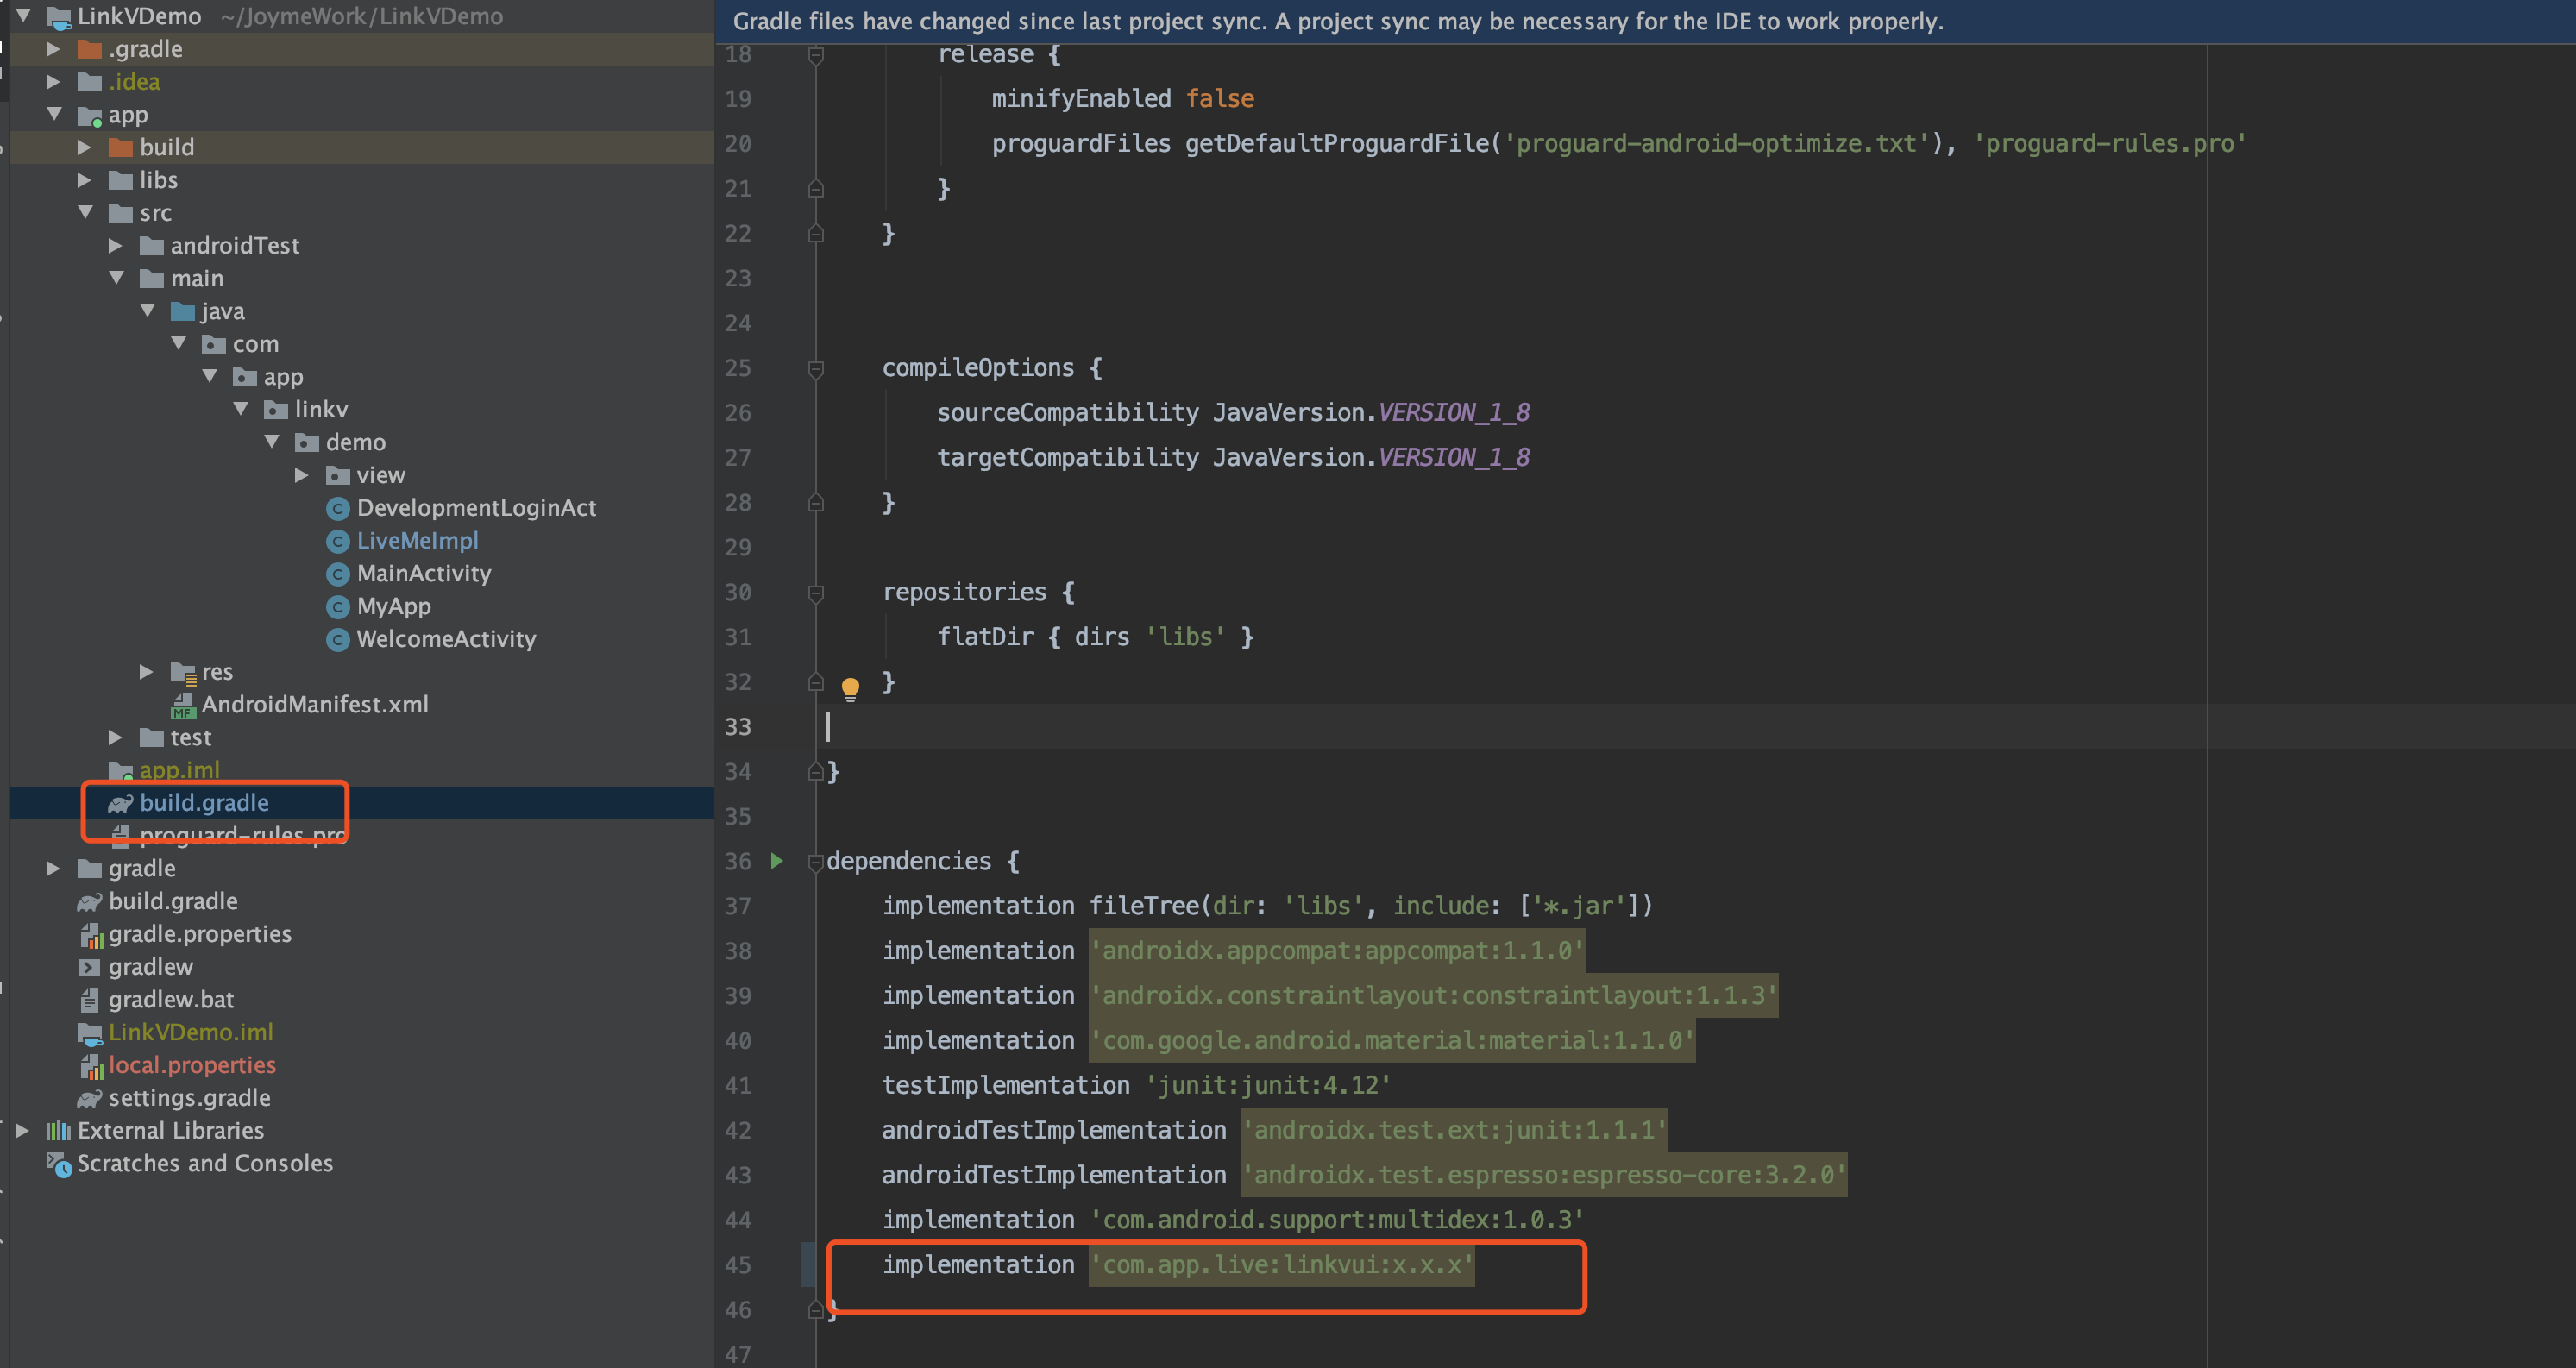 LinkVDemo ~/JoymeWork/LinkVDemo
.gradle
.idea
app
build
libs
src
androidTest
main
java
com
app
linkv
demo
view
DevelopmentLoginAct
LiveMeImpl
MainActivity
MyApp
WelcomeActivity
res
AndroidManifest.xml
test
app.iml
build.gradle
proguard-rules.pro
gradle
build.gradle
gradle.properties
gradlew
gradlew.bat
LinkVDemo.iml
local.properties
settings.gradle
External Libraries
Scratches and Consoles
Gradle files have changed since last project sync. A project sync may be necessary for the IDE to work properly.
18 release {
19 minifyEnabled false
20 proguardFiles getDefaultProguardFile('proguard-android-optimize.txt'), 'proguard-rules.pro'
21 }
22 }
23
24
25 compileOptions {
26 sourceCompatibility JavaVersion.VERSION_1_8
27 targetCompatibility JavaVersion.VERSION_1_8
28 }
29
30 repositories {
31 flatDir { dirs 'libs' }
32 }
33
34 }
35
36 dependencies {
37 implementation fileTree(dir: 'libs', include: ['*.jar'])
38 implementation 'androidx.appcompat:appcompat:1.1.0'
39 implementation 'androidx.constraintlayout:constraintlayout:1.1.3'
40 implementation 'com.google.android.material:material:1.1.0'
41 testImplementation 'junit:junit:4.12'
42 androidTestImplementation 'androidx.test.ext:junit:1.1.1'
43 androidTestImplementation 'androidx.test.espresso:espresso-core:3.2.0'
44 implementation 'com.android.support:multidex:1.0.3'
45 implementation 'com.app.live:linkvui:x.x.x'
46 }
47